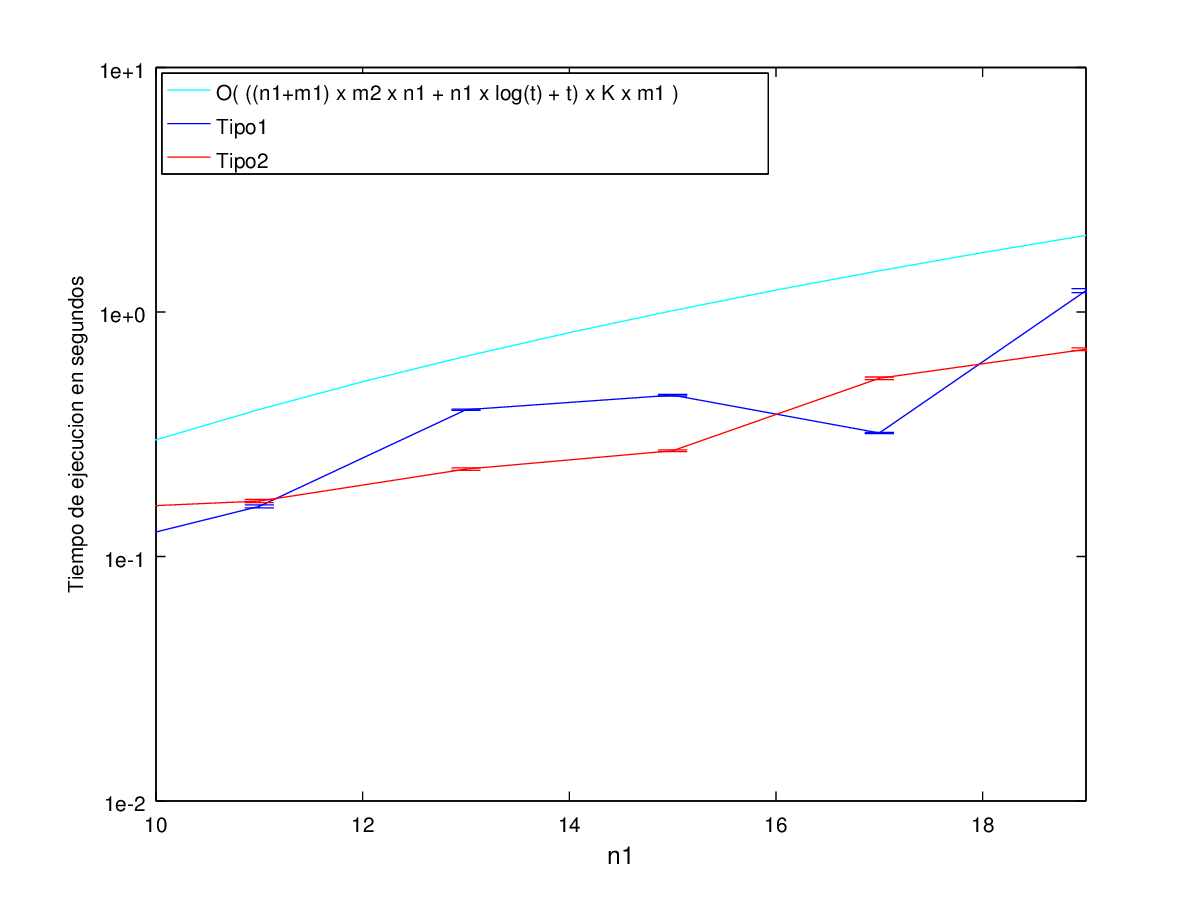 1e+1
O( ((n1+m1) x m2 x n1 + n1 x log(t) + t) x K x m1 )
Tipo1
Tipo2
1e+0
Tiempo de ejecucion en segundos
1e-1
1e-2
10 12 14 16 18
n1